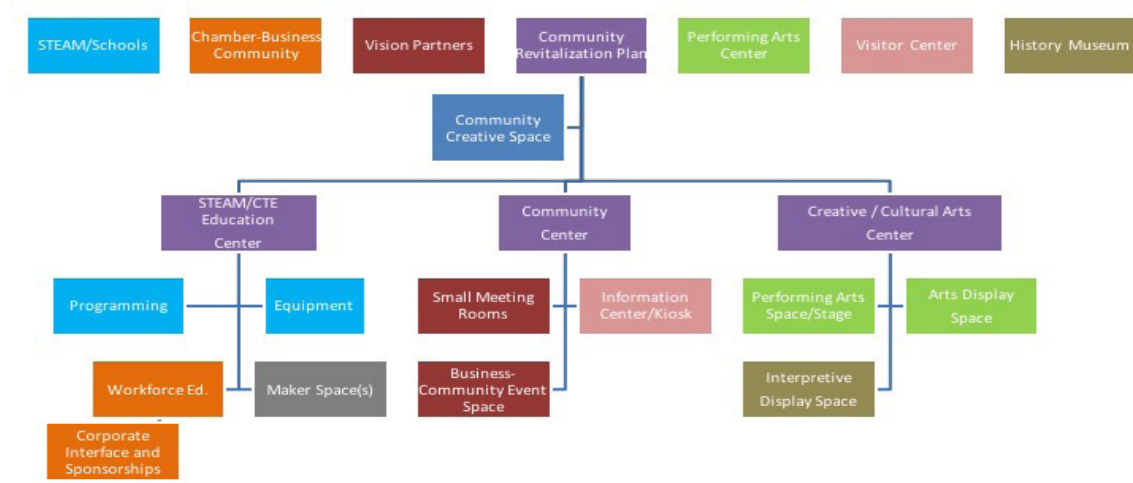 STEAM/Schools
Chamber-Business
Community
Vision Partners
Community
Revitalization Plan
Performing Arts
Center
Visitor Center
History Museum
Community
Creative Space
STEAM/CTE
Education
Center
Community
Center
Creative / Cultural Arts
Center
Programming
Equipment
Small Meeting
Rooms
Information
Center/Kiosk
Performing Arts
Space/Stage
Arts Display
Space
Workforce Ed.
Maker Space(s)
Business-
Community Event
Space
Interpretive
Display Space
Corporate
Interface and
Sponsorships